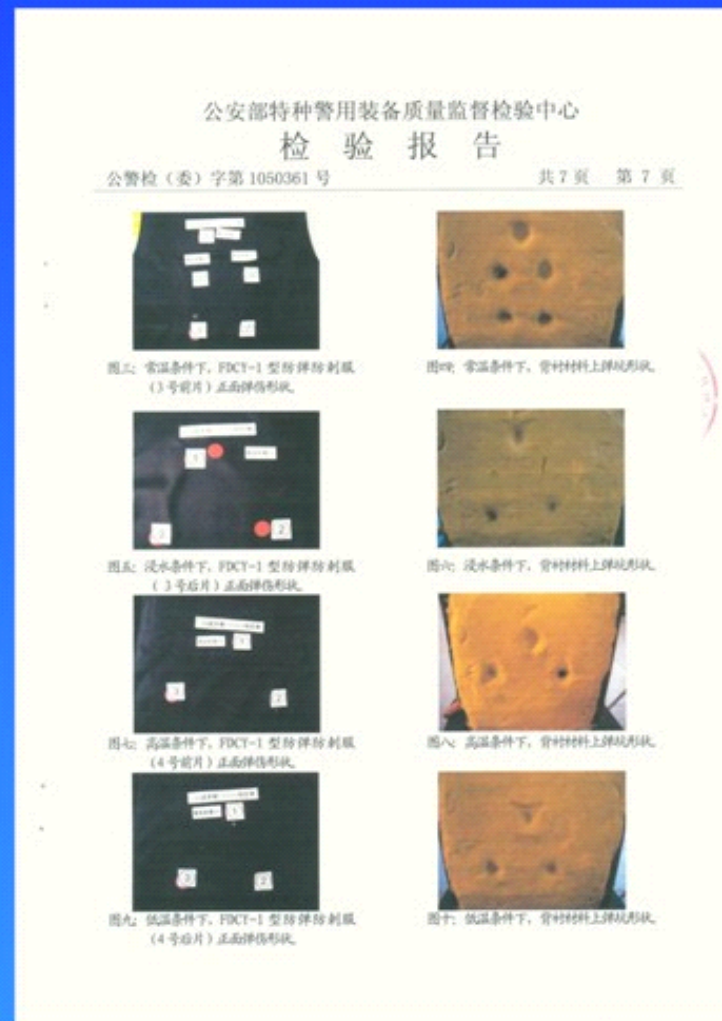 公安部特种警用装备质量监督检验中心
检 验 报 告
公警检（委）字第 1050361 号 共 7 页 第 7 页
图三: 常温条件下, FDCY-1 型防弹防刺服
（3 号前片）正面弹伤形状.
图四: 常温条件下, 背衬材料上弹坑形状.
1
图五: 浸水条件下, FDCY-1 型防弹防刺服
（ 3 号后片）正面弹伤形状.
图六: 浸水条件下, 背衬材料上弹坑形状.
2
3
1
图七: 高温条件下, FDCY-1 型防弹防刺服
（4 号前片）正面弹伤形状.
图八: 高温条件下, 背衬材料上弹坑形状.
3
2
1
图九: 低温条件下, FDCY-1 型防弹防刺服
（4 号后片）正面弹伤形状.
图十: 低温条件下, 背衬材料上弹坑形状.
3
2